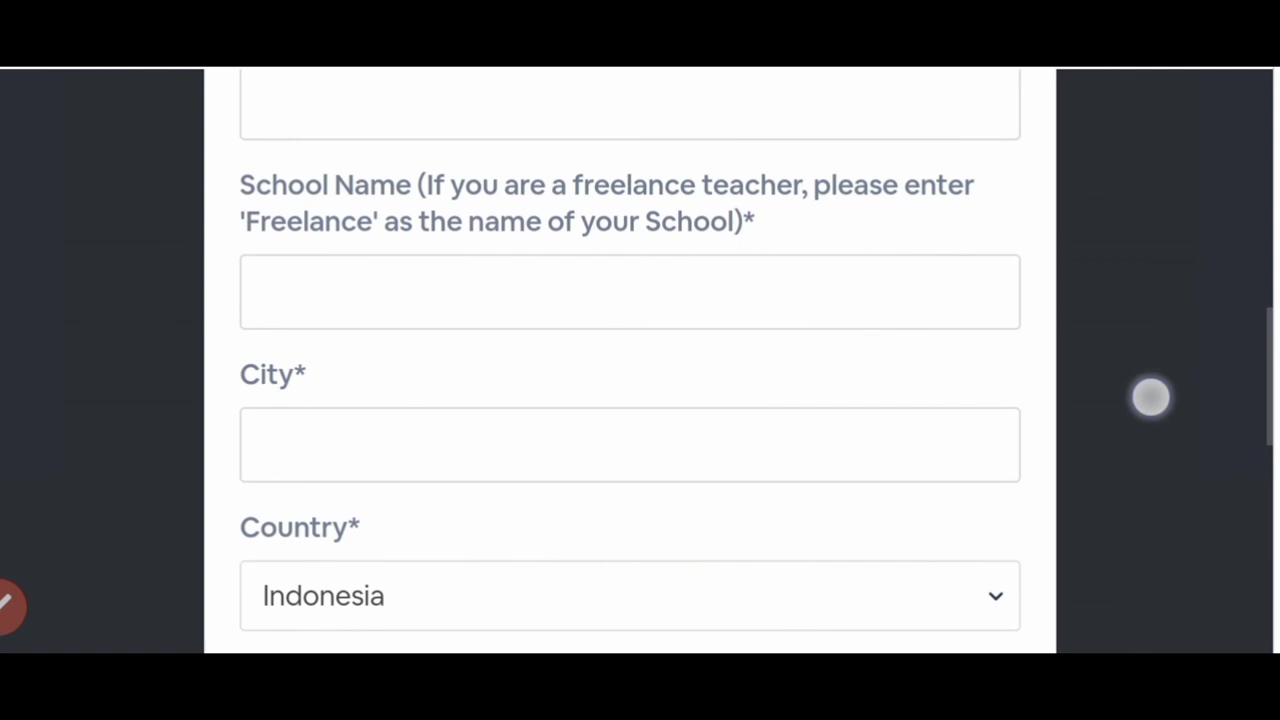 School Name (If you are a freelance teacher, please enter
'Freelance' as the name of your School)*
City*
Country*
Indonesia